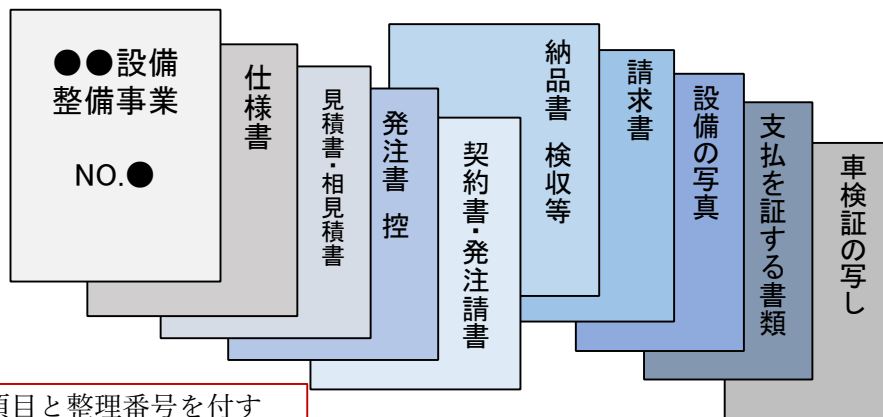 ●●設備
整備事業
NO.●
仕様書
見積書・相見積書
発注書 控
契約書・発注請書
納品書 検収等
請求書
設備の写真
支払を証する書類
車検証の写し
項目と整理番号を付す